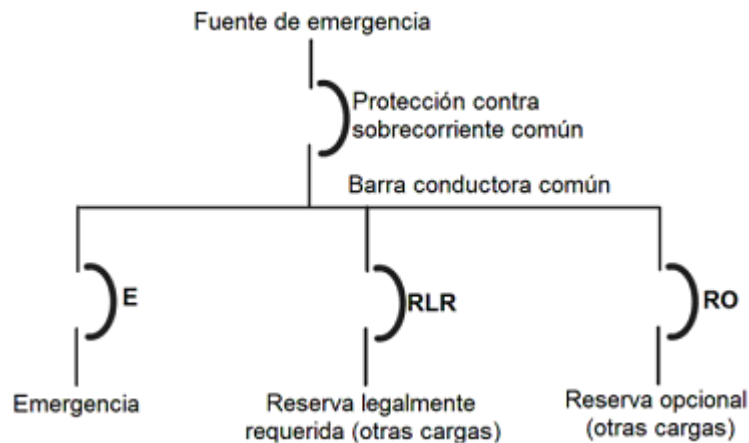 Fuente de emergencia
Protección contra
sobrecorriente común
Barra conductora común
E
RLR
RO
Emergencia
Reserva legalmente
requerida (otras cargas)
Reserva opcional
(otras cargas)